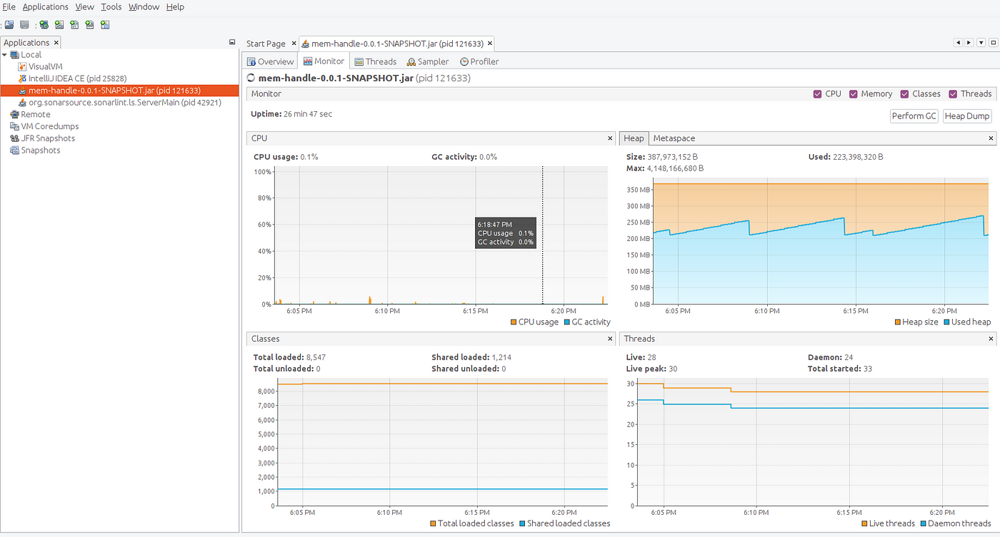 File Applications View Tools Window Help
Applications ×
Local
VisualVM
IntelliJ IDEA CE (pid 25828)
mem-handle-0.0.1-SNAPSHOT.jar (pid 121633)
org.sonarsource.sonarlint.ls.ServerMain (pid 42921)
Remote
VM Coredumps
JFR Snapshots
Snapshots
Start Page × mem-handle-0.0.1-SNAPSHOT.jar (pid 121633) ×
Overview Monitor Threads Sampler Profiler
mem-handle-0.0.1-SNAPSHOT.jar (pid 121633)
Monitor CPU Memory Classes Threads
Uptime: 26 min 47 sec Perform GC Heap Dump
CPU ×
CPU usage: 0.1% GC activity: 0.0%
100%
80%
60%
40%
20%
0%
6:18:47 PM
CPU usage 0.1%
GC activity 0.0%
6:05 PM 6:10 PM 6:15 PM 6:20 PM
CPU usage GC activity
Heap Metaspace ×
Size: 387,973,152 B Used: 223,398,320 B
Max: 4,148,166,680 B
350 MB
300 MB
250 MB
200 MB
150 MB
100 MB
50 MB
0 MB
6:05 PM 6:10 PM 6:15 PM 6:20 PM
Heap size Used heap
Classes ×
Total loaded: 8,547 Shared loaded: 1,214
Total unloaded: 0 Shared unloaded: 0
8,000
7,000
6,000
5,000
4,000
3,000
2,000
1,000
0
6:05 PM 6:10 PM 6:15 PM 6:20 PM
Total loaded classes Shared loaded classes
Threads ×
Live: 28 Daemon: 24
Live peak: 30 Total started: 33
30
25
20
15
10
5
0
6:05 PM 6:10 PM 6:15 PM 6:20 PM
Live threads Daemon threads